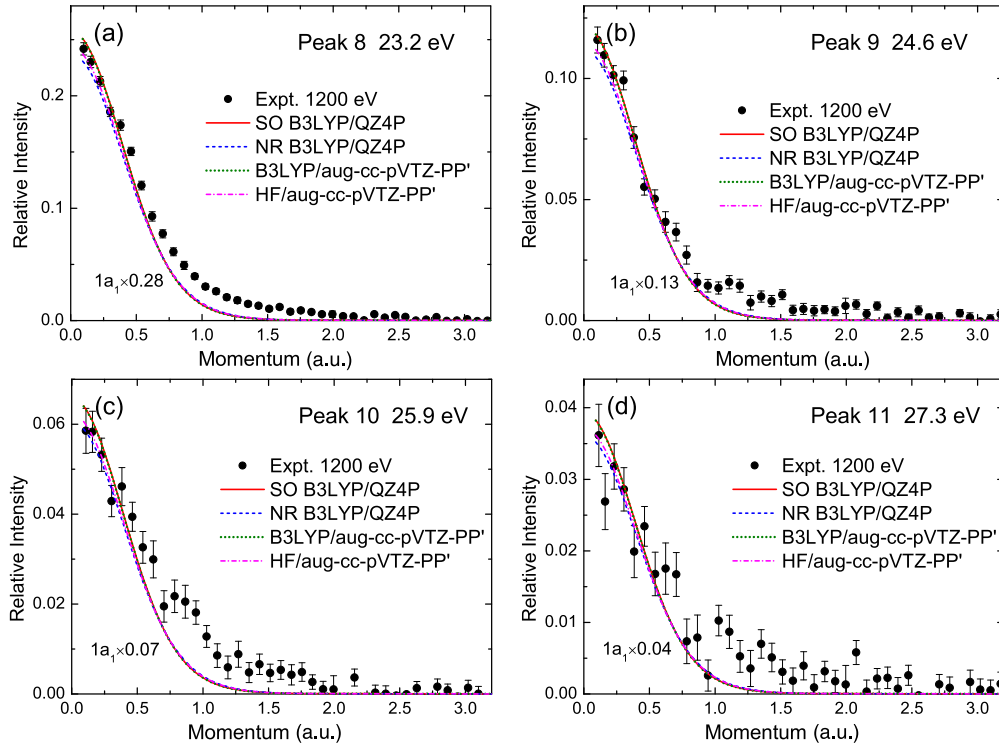 (a)
Peak 8 23.2 eV
Expt. 1200 eV
SO B3LYP/QZ4P
NR B3LYP/QZ4P
B3LYP/aug-cc-pVTZ-PP'
HF/aug-cc-pVTZ-PP'
1a₁×0.28
Relative Intensity
0.2
0.1
0.0
0.0 0.5 1.0 1.5 2.0 2.5 3.0
Momentum (a.u.)
(b)
Peak 9 24.6 eV
Expt. 1200 eV
SO B3LYP/QZ4P
NR B3LYP/QZ4P
B3LYP/aug-cc-pVTZ-PP'
HF/aug-cc-pVTZ-PP'
1a₁×0.13
Relative Intensity
0.10
0.05
0.00
0.0 0.5 1.0 1.5 2.0 2.5 3.0
Momentum (a.u.)
(c)
Peak 10 25.9 eV
Expt. 1200 eV
SO B3LYP/QZ4P
NR B3LYP/QZ4P
B3LYP/aug-cc-pVTZ-PP'
HF/aug-cc-pVTZ-PP'
1a₁×0.07
Relative Intensity
0.06
0.04
0.02
0.00
0.0 0.5 1.0 1.5 2.0 2.5 3.0
Momentum (a.u.)
(d)
Peak 11 27.3 eV
Expt. 1200 eV
SO B3LYP/QZ4P
NR B3LYP/QZ4P
B3LYP/aug-cc-pVTZ-PP'
HF/aug-cc-pVTZ-PP'
1a₁×0.04
Relative Intensity
0.04
0.03
0.02
0.01
0.00
0.0 0.5 1.0 1.5 2.0 2.5 3.0
Momentum (a.u.)